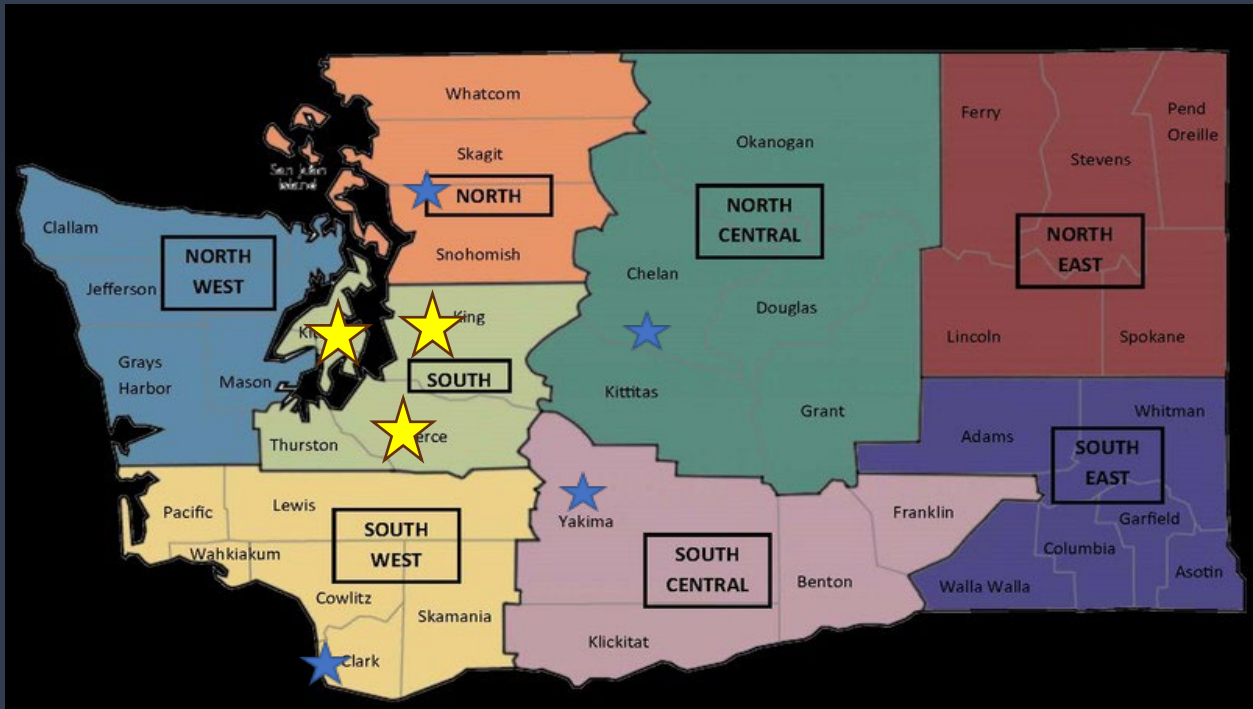 Whatcom
Skagit
San Juan
Island
NORTH
Snohomish
Okanogan
NORTH
CENTRAL
Chelan
Douglas
Kittitas
Grant
Ferry
Stevens
Pend
Oreille
NORTH
EAST
Lincoln
Spokane
Clallam
NORTH
WEST
Jefferson
Grays
Harbor
Mason
Ki
King
SOUTH
Thurston
erce
Adams
Whitman
SOUTH
EAST
Garfield
Columbia
Asotin
Walla Walla
Pacific
Lewis
SOUTH
WEST
Wahkiakum
Cowlitz
Skamania
Clark
Yakima
SOUTH
CENTRAL
Franklin
Benton
Klickitat